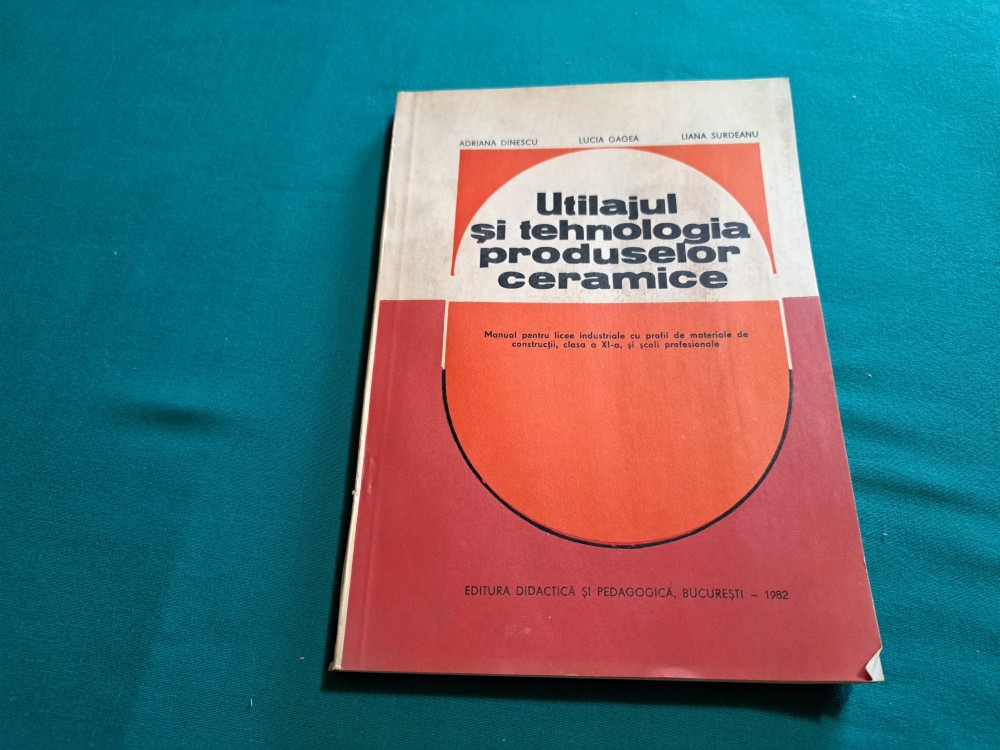 ADRIANA DINESCU LUCIA GAGEA LIANA SURDEANU
Utilajul
și tehnologia
produselor
ceramice
Manual pentru licee industriale cu profil de materiale de
construcții, clasa a XI-a, și școli profesionale
EDITURA DIDACTICĂ ȘI PEDAGOGICĂ, BUCUREȘTI – 1982